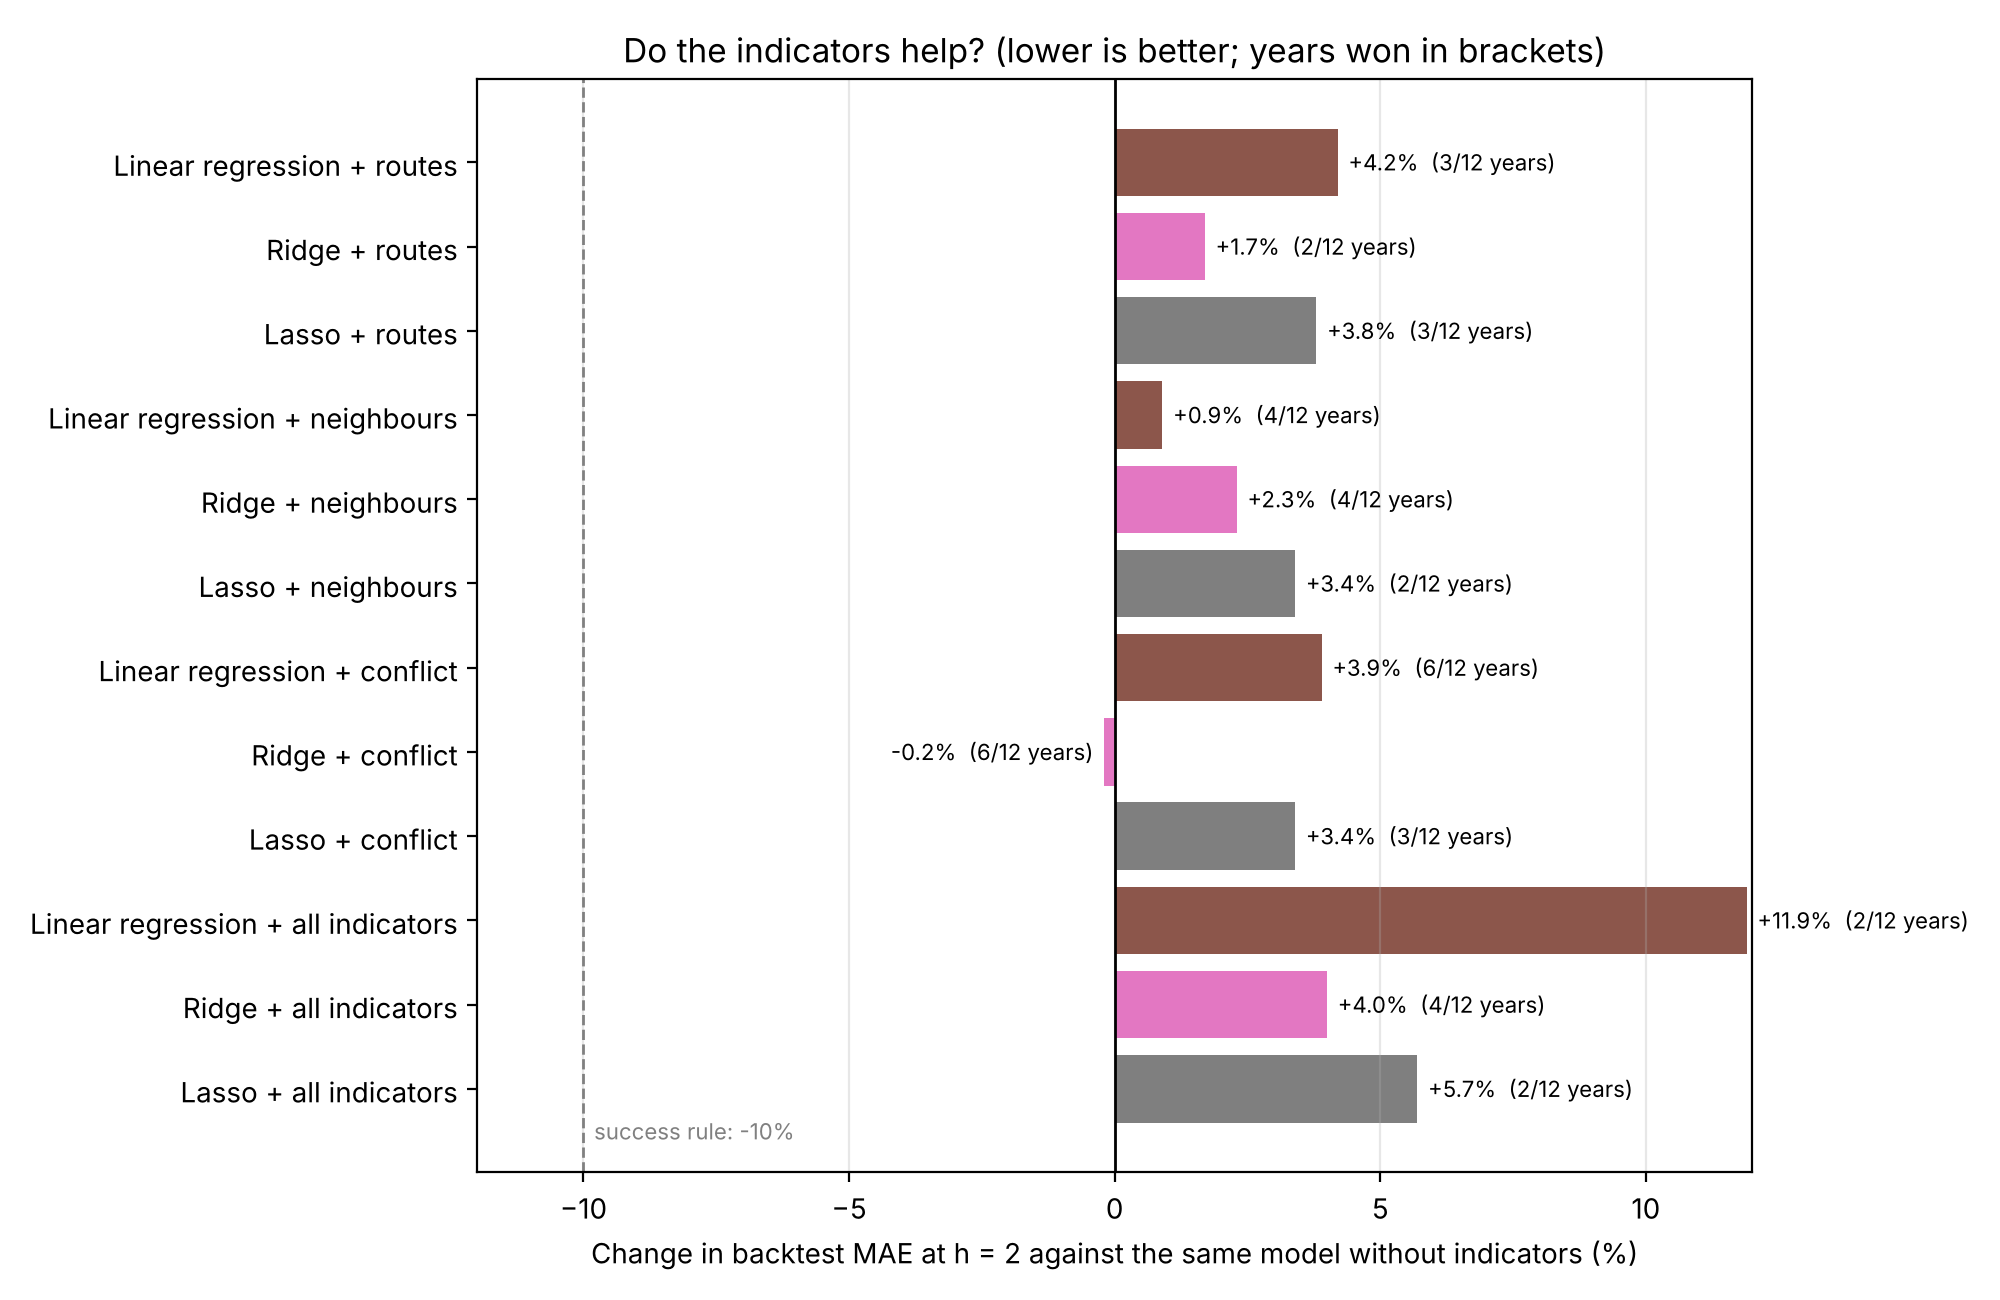 Do the indicators help? (lower is better; years won in brackets)
Linear regression + routes
+4.2% (3/12 years)
Ridge + routes
+1.7% (2/12 years)
Lasso + routes
+3.8% (3/12 years)
Linear regression + neighbours
+0.9% (4/12 years)
Ridge + neighbours
+2.3% (4/12 years)
Lasso + neighbours
+3.4% (2/12 years)
Linear regression + conflict
+3.9% (6/12 years)
Ridge + conflict
-0.2% (6/12 years)
Lasso + conflict
+3.4% (3/12 years)
Linear regression + all indicators
+11.9% (2/12 years)
Ridge + all indicators
+4.0% (4/12 years)
Lasso + all indicators
+5.7% (2/12 years)
success rule: -10%
−10 −5 0 5 10
Change in backtest MAE at h = 2 against the same model without indicators (%)